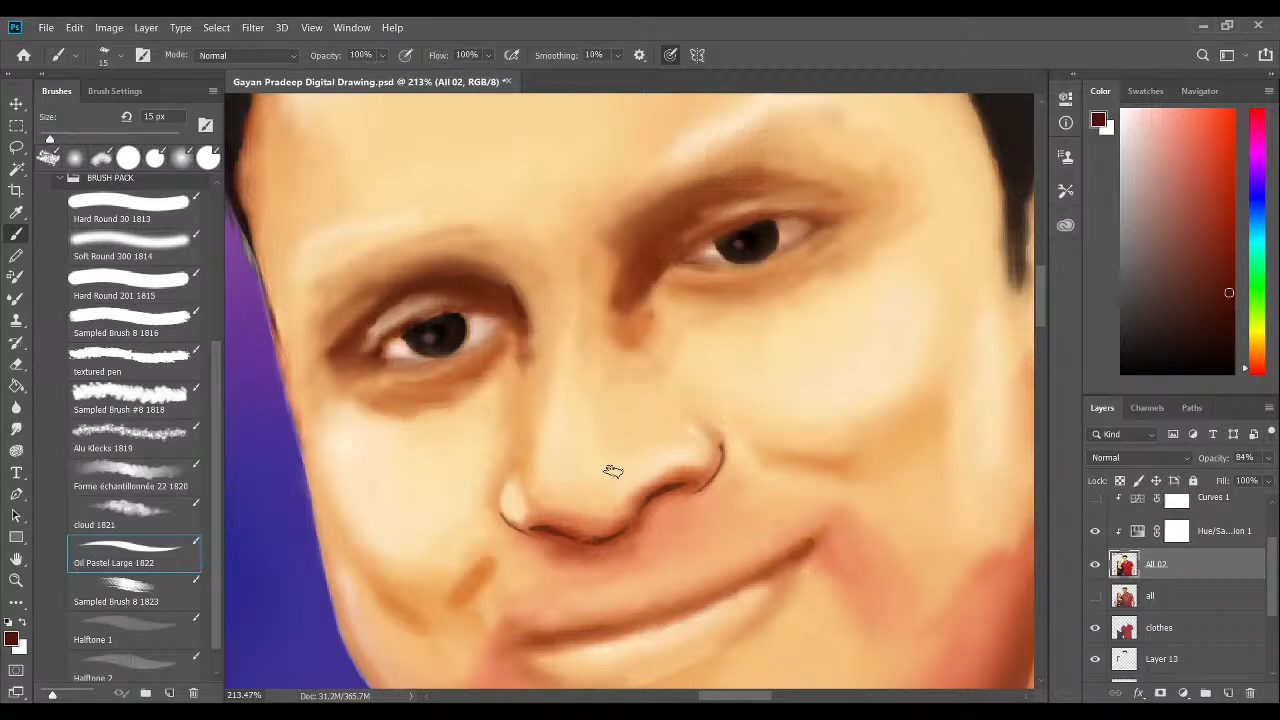 Ps File Edit Image Layer Type Select Filter 3D View Window Help
15 Mode: Normal Opacity: 100% Flow: 100% Smoothing: 10%
Brushes Brush Settings
Gayan Pradeep Digital Drawing.psd @ 213% (All 02, RGB/8) *
Size: 15 px
BRUSH PACK
Hard Round 30 1813
Soft Round 300 1814
Hard Round 201 1815
Sampled Brush 8 1816
textured pen
Sampled Brush #8 1818
Alu Klecks 1819
Forme échantillonnée 22 1820
cloud 1821
Oil Pastel Large 1822
Sampled Brush 8 1823
Halftone 1
Halftone 2
213.47% Doc: 31.2M/365.7M
Color Swatches Navigator
Layers Channels Paths
Kind
Normal Opacity: 84%
Lock: Fill: 100%
Curves 1
Hue/Sa...ion 1
All 02
all
clothes
Layer 13